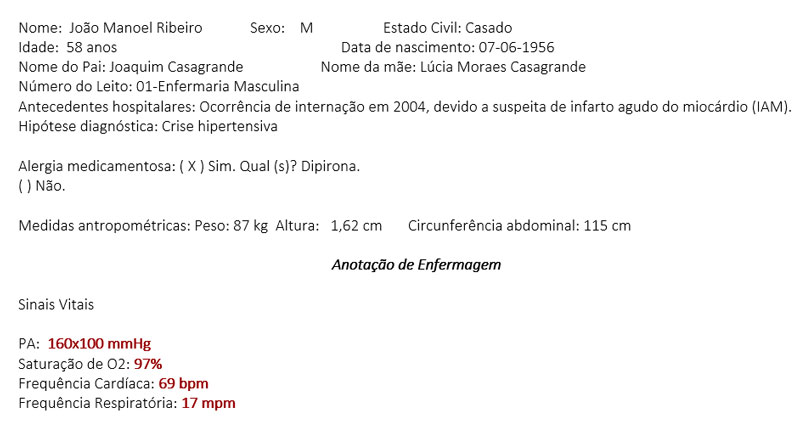 Nome: João Manoel Ribeiro Sexo: M Estado Civil: Casado
Idade: 58 anos Data de nascimento: 07-06-1956
Nome do Pai: Joaquim Casagrande Nome da mãe: Lúcia Moraes Casagrande
Número do Leito: 01-Enfermaria Masculina
Antecedentes hospitalares: Ocorrência de internação em 2004, devido a suspeita de infarto agudo do miocárdio (IAM).
Hipótese diagnóstica: Crise hipertensiva
Alergia medicamentosa: ( X ) Sim. Qual (s)? Dipirona.
( ) Não.
Medidas antropométricas: Peso: 87 kg Altura: 1,62 cm Circunferência abdominal: 115 cm
Anotação de Enfermagem
Sinais Vitais
PA: 160x100 mmHg
Saturação de O2: 97%
Frequência Cardíaca: 69 bpm
Frequência Respiratória: 17 mpm